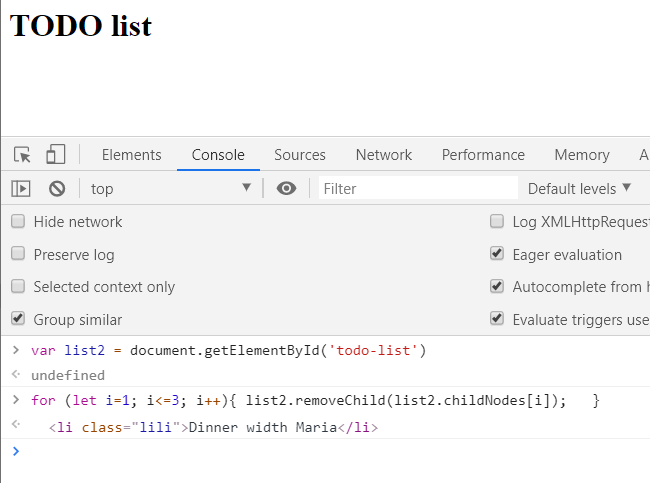 TODO list
Elements Console Sources Network Performance Memory A
top Filter Default levels
Hide network Log XMLHttpRequest
Preserve log Eager evaluation
Selected context only Autocomplete from h
Group similar Evaluate triggers use
> var list2 = document.getElementById('todo-list')
undefined
> for (let i=1; i<=3; i++){ list2.removeChild(list2.childNodes[i]);   }
<li class="lili">Dinner width Maria</li>
>